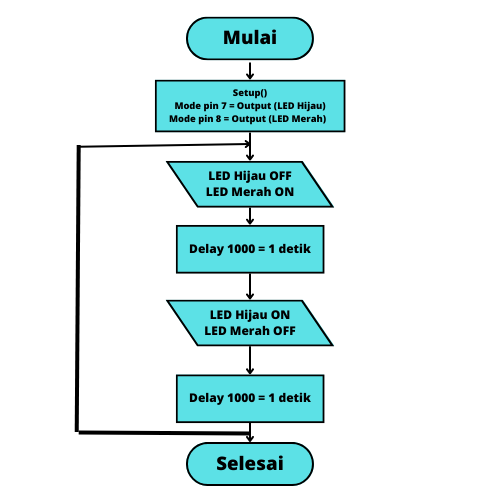 Mulai
Setup()
Mode pin 7 = Output (LED Hijau)
Mode pin 8 = Output (LED Merah)
LED Hijau OFF
LED Merah ON
Delay 1000 = 1 detik
LED Hijau ON
LED Merah OFF
Delay 1000 = 1 detik
Selesai